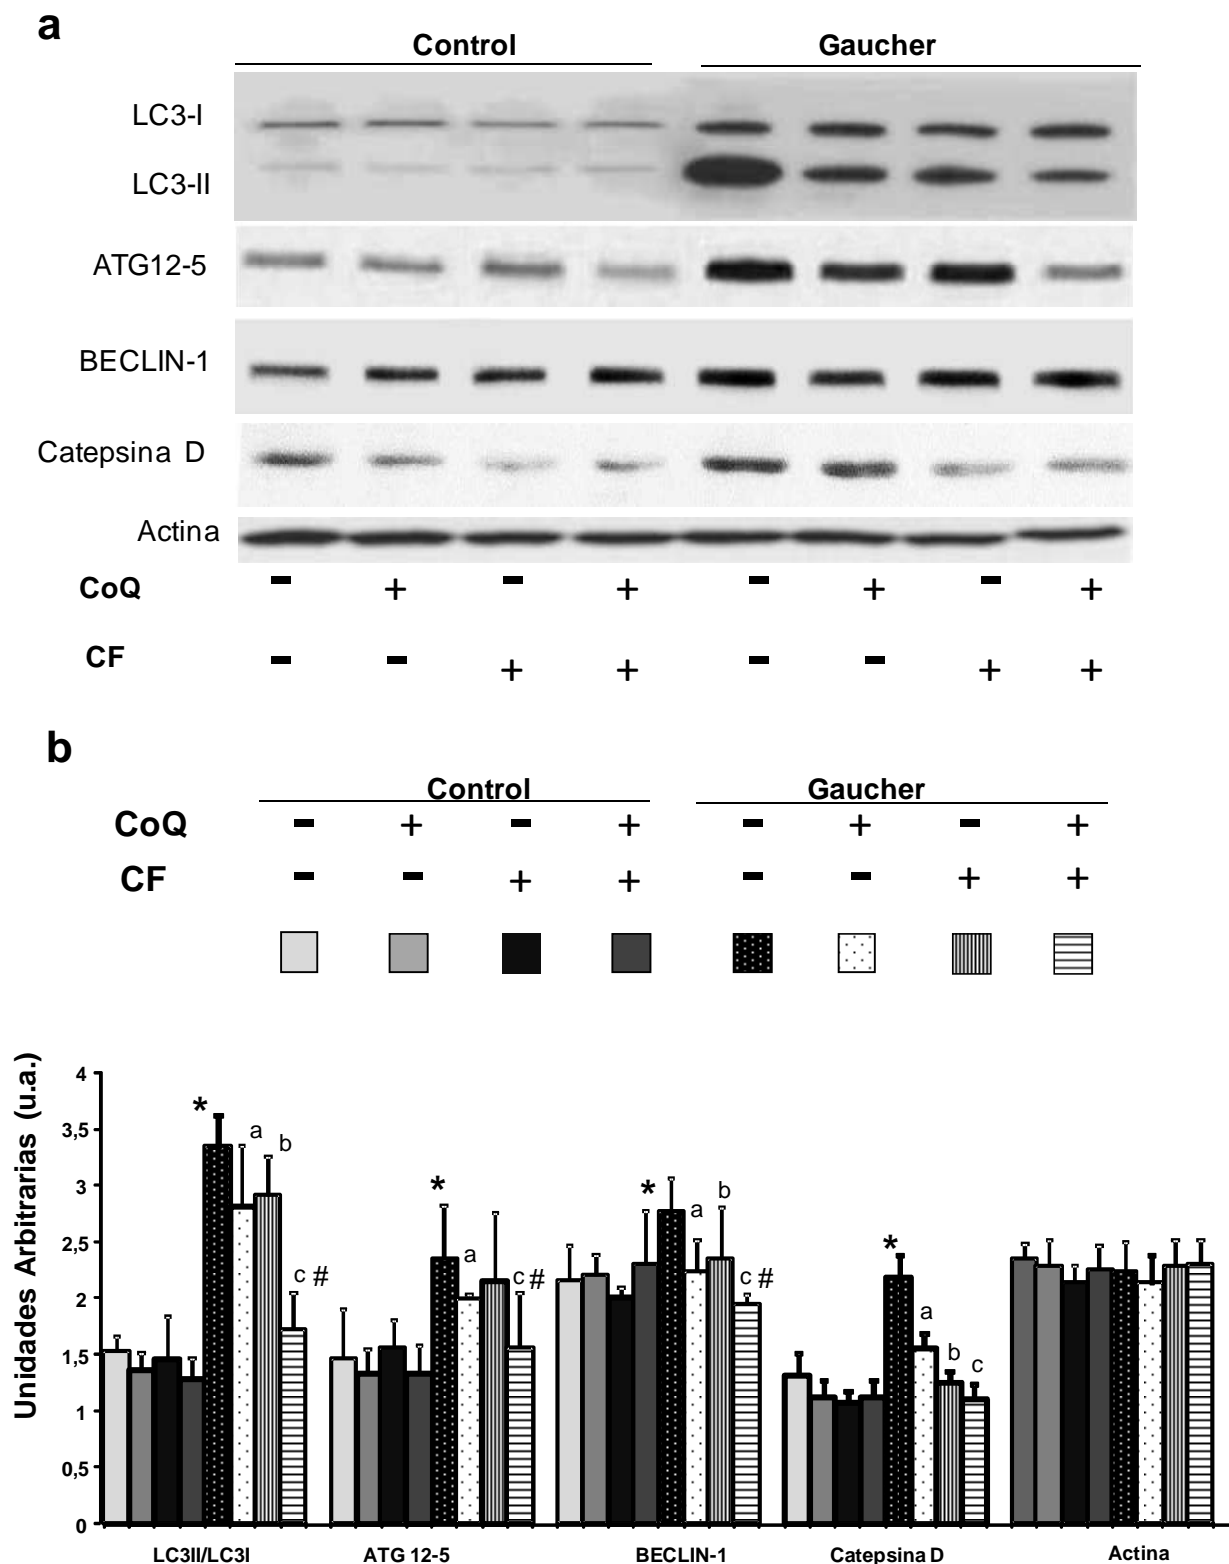 a
Control Gaucher
LC3-I
LC3-II
ATG12-5
BECLIN-1
Catepsina D
Actina
CoQ - + - + - + - +
CF - - + + - - + +
b
Control Gaucher
CoQ - + - + - + - +
CF - - + + - - + +
Unidades Arbitrarias (u.a.)
4
3,5
3
2,5
2
1,5
1
0,5
0
* a b c #
* a c #
* a b c #
* a b c
LC3II/LC3I ATG 12-5 BECLIN-1 Catepsina D Actina